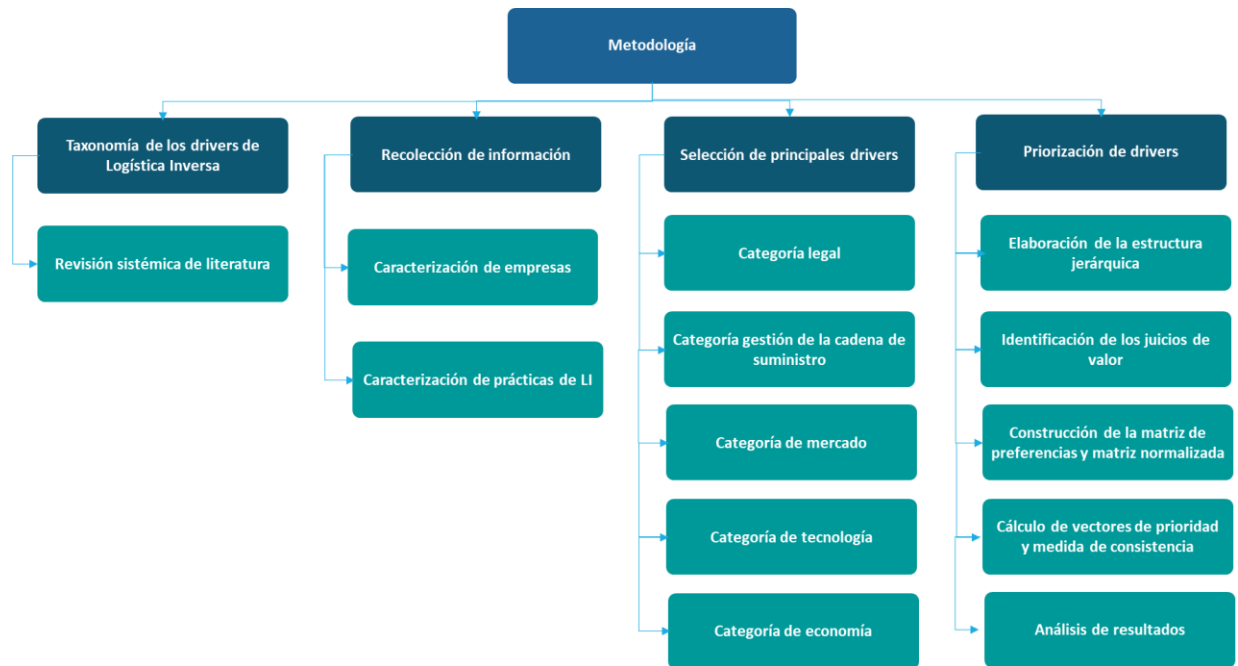 Metodología
Taxonomía de los drivers de
Logística Inversa
Revisión sistémica de literatura
Recolección de información
Caracterización de empresas
Caracterización de prácticas de LI
Selección de principales drivers
Categoría legal
Categoría gestión de la cadena de
suministro
Categoría de mercado
Categoría de tecnología
Categoría de economía
Priorización de drivers
Elaboración de la estructura
jerárquica
Identificación de los juicios de
valor
Construcción de la matriz de
preferencias y matriz normalizada
Cálculo de vectores de prioridad
y medida de consistencia
Análisis de resultados